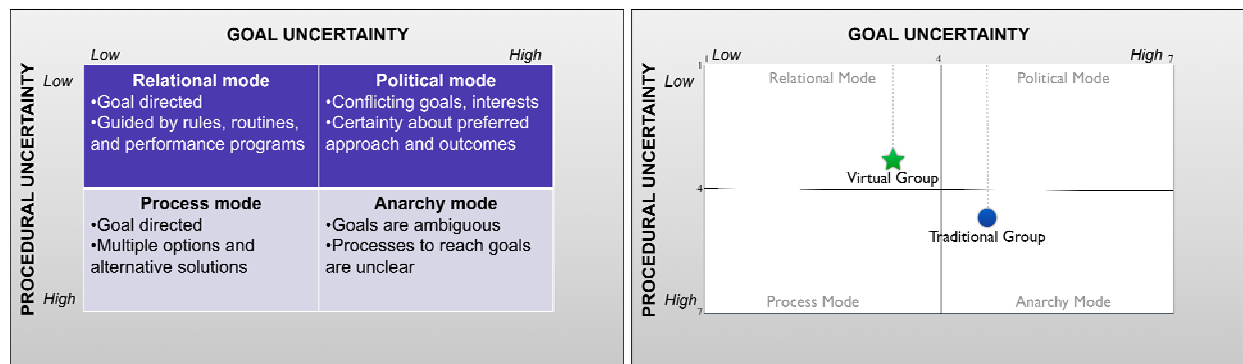 GOAL UNCERTAINTY
Low
High
PROCEDURAL UNCERTAINTY
Low
High
Relational mode
•Goal directed
•Guided by rules, routines,
and performance programs
Political mode
•Conflicting goals, interests
•Certainty about preferred
approach and outcomes
Process mode
•Goal directed
•Multiple options and
alternative solutions
Anarchy mode
•Goals are ambiguous
•Processes to reach goals
are unclear
GOAL UNCERTAINTY
Low
High
1
4
7
PROCEDURAL UNCERTAINTY
1
Low
4
High
7
Relational Mode
Political Mode
Virtual Group
Traditional Group
Process Mode
Anarchy Mode